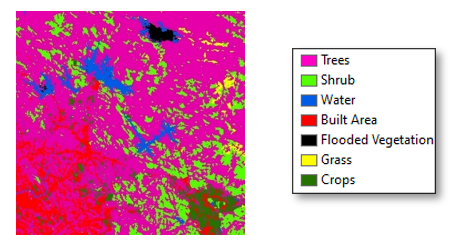 Trees
Shrub
Water
Built Area
Flooded Vegetation
Grass
Crops